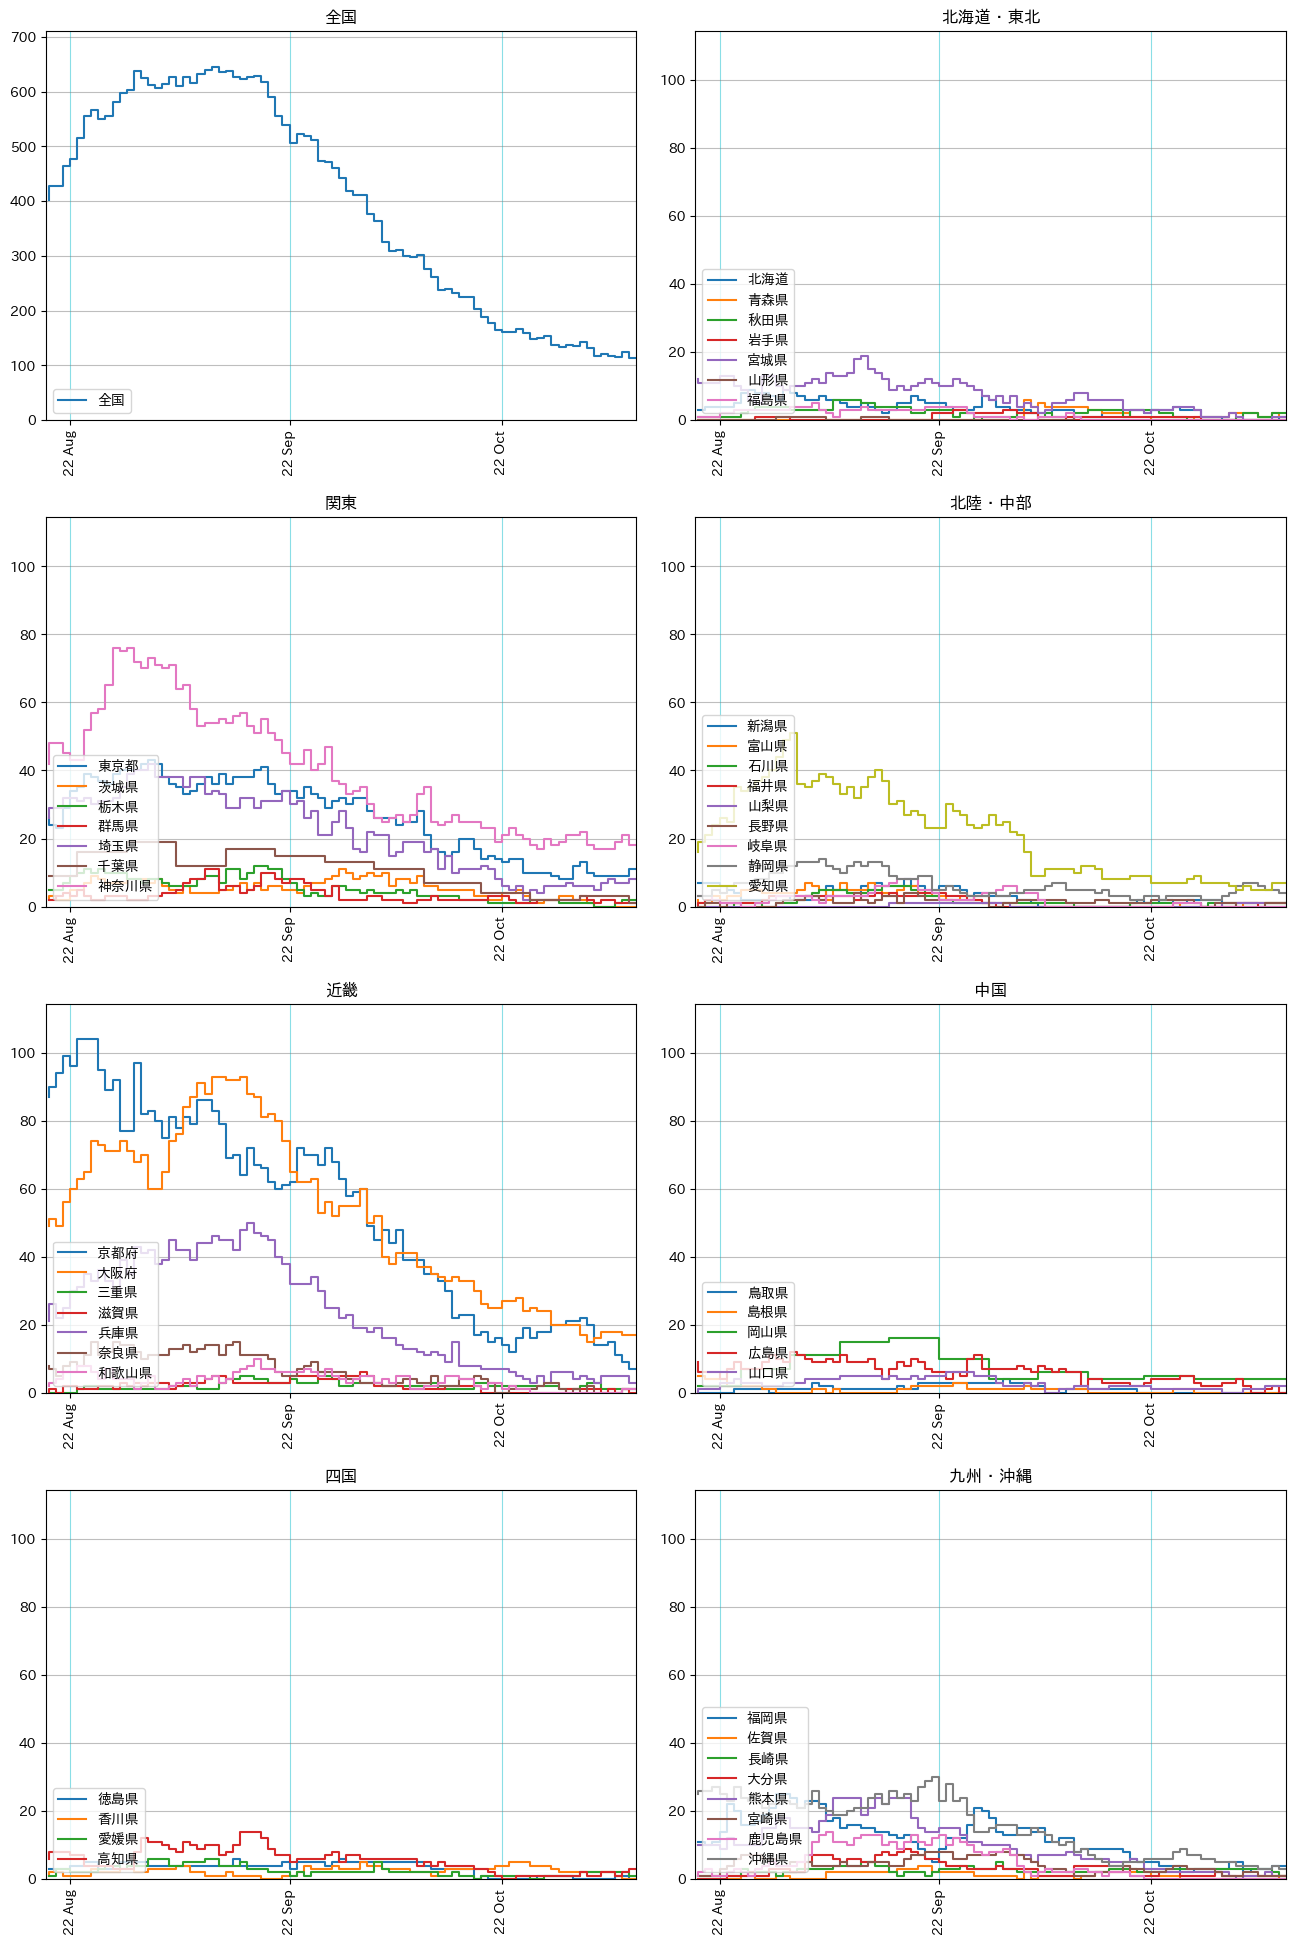 全国
700
600
500
400
300
200
100
0
全国
22 Aug
22 Sep
22 Oct
北海道・東北
100
80
60
40
20
0
北海道
青森県
秋田県
岩手県
宮城県
山形県
福島県
22 Aug
22 Sep
22 Oct
関東
100
80
60
40
20
0
東京都
茨城県
栃木県
群馬県
埼玉県
千葉県
神奈川県
22 Aug
22 Sep
22 Oct
北陸・中部
100
80
60
40
20
0
新潟県
富山県
石川県
福井県
山梨県
長野県
岐阜県
静岡県
愛知県
22 Aug
22 Sep
22 Oct
近畿
100
80
60
40
20
0
京都府
大阪府
三重県
滋賀県
兵庫県
奈良県
和歌山県
22 Aug
22 Sep
22 Oct
中国
100
80
60
40
20
0
鳥取県
島根県
岡山県
広島県
山口県
22 Aug
22 Sep
22 Oct
四国
100
80
60
40
20
0
徳島県
香川県
愛媛県
高知県
22 Aug
22 Sep
22 Oct
九州・沖縄
100
80
60
40
20
0
福岡県
佐賀県
長崎県
大分県
熊本県
宮崎県
鹿児島県
沖縄県
22 Aug
22 Sep
22 Oct